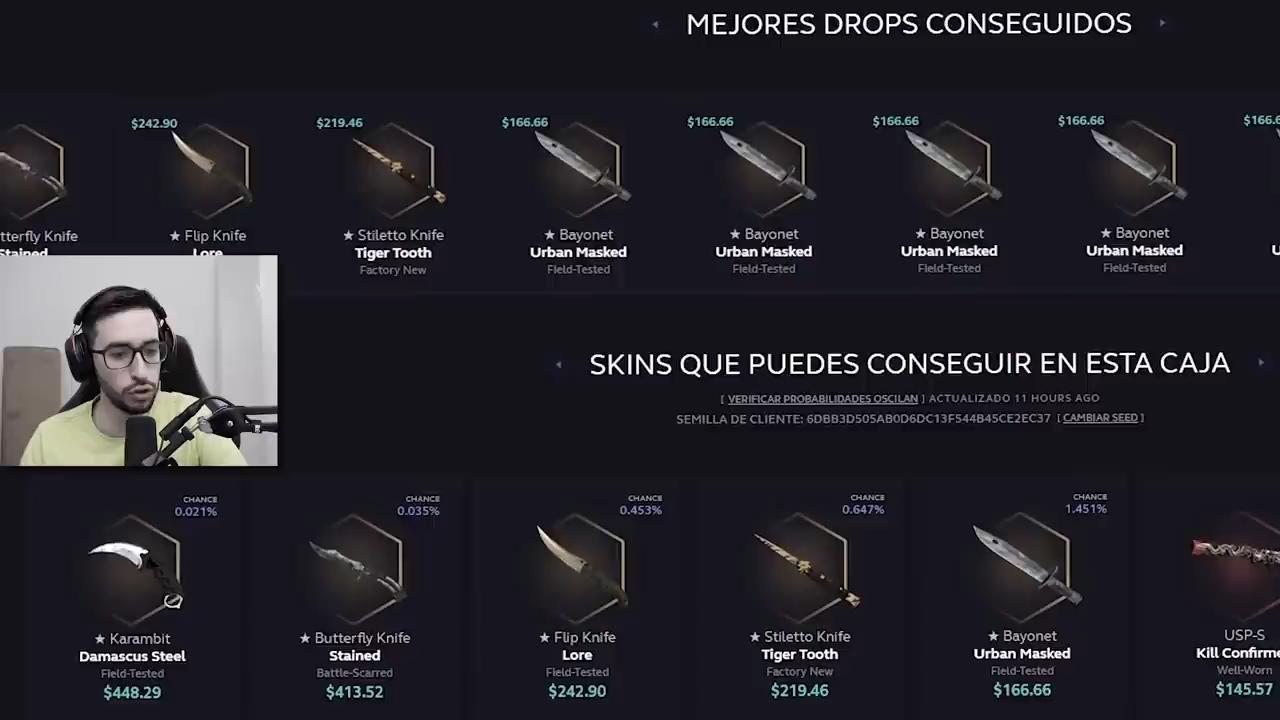 MEJORES DROPS CONSEGUIDOS
$242.90 $219.46 $166.66 $166.66 $166.66 $166.66
Knife ★ Flip Knife ★ Stiletto Knife ★ Bayonet ★ Bayonet ★ Bayonet ★ Bayonet
Stained Lore Tiger Tooth Urban Masked Urban Masked Urban Masked Urban Masked
Factory New Field-Tested Field-Tested Field-Tested Field-Tested
SKINS QUE PUEDES CONSEGUIR EN ESTA CAJA
[ VERIFICAR PROBABILIDADES OSCILAN ] ACTUALIZADO 11 HOURS AGO
SEMILLA DE CLIENTE: 6DBB3D505AB0D6DC13F544B45CE2EC37 [ CAMBIAR SEED ]
CHANCE CHANCE CHANCE CHANCE CHANCE
0.021% 0.035% 0.453% 0.647% 1.451%
★ Karambit ★ Butterfly Knife ★ Flip Knife ★ Stiletto Knife ★ Bayonet USP-S
Damascus Steel Stained Lore Tiger Tooth Urban Masked Kill Confirme
Field-Tested Battle-Scarred Field-Tested Factory New Field-Tested Well-Worn
$448.29 $413.52 $242.90 $219.46 $166.66 $145.57